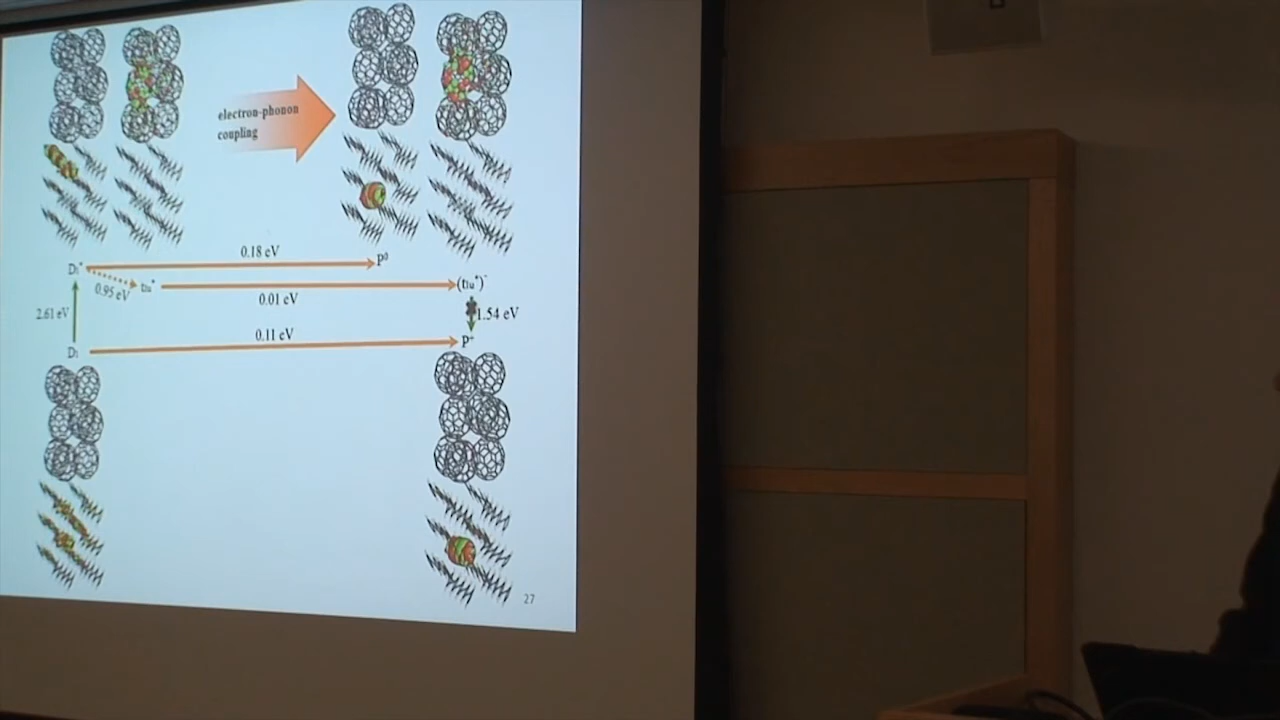 electron-phonon
coupling
0.18 eV
D₁*
P⁰
0.95 eV
t₁ᵤ*
(t₁ᵤ*)⁻
0.01 eV
2.61 eV
1.54 eV
0.11 eV
D₁
P⁺
27